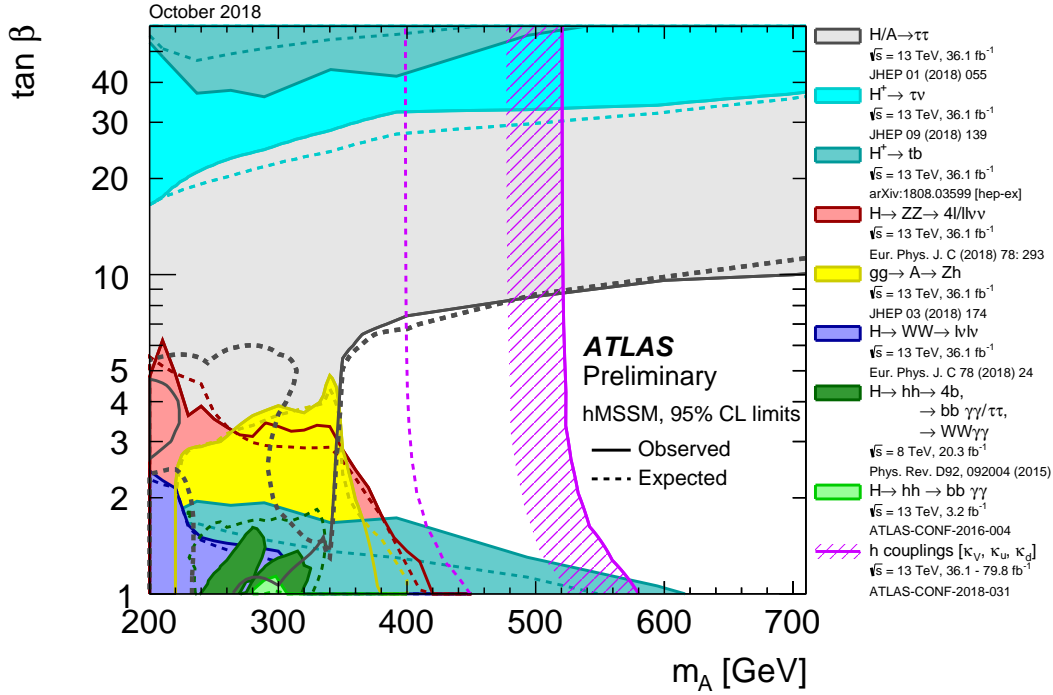 October 2018
tan β
40
30
20
10
5
4
3
2
1
200
300
400
500
600
700
m_A [GeV]
ATLAS
Preliminary
hMSSM, 95% CL limits
Observed
Expected
H/A→ττ
√s = 13 TeV, 36.1 fb⁻¹
JHEP 01 (2018) 055
H⁺→ τν
√s = 13 TeV, 36.1 fb⁻¹
JHEP 09 (2018) 139
H⁺→ tb
√s = 13 TeV, 36.1 fb⁻¹
arXiv:1808.03599 [hep-ex]
H→ ZZ→ 4l/llνν
√s = 13 TeV, 36.1 fb⁻¹
Eur. Phys. J. C (2018) 78: 293
gg→ A→ Zh
√s = 13 TeV, 36.1 fb⁻¹
JHEP 03 (2018) 174
H→ WW→ lνlν
√s = 13 TeV, 36.1 fb⁻¹
Eur. Phys. J. C 78 (2018) 24
H→ hh→ 4b,
→ bb γγ/ττ,
→ WWγγ
√s = 8 TeV, 20.3 fb⁻¹
Phys. Rev. D92, 092004 (2015)
H→ hh → bb γγ
√s = 13 TeV, 3.2 fb⁻¹
ATLAS-CONF-2016-004
h couplings [κ_V, κ_u, κ_d]
√s = 13 TeV, 36.1 - 79.8 fb⁻¹
ATLAS-CONF-2018-031